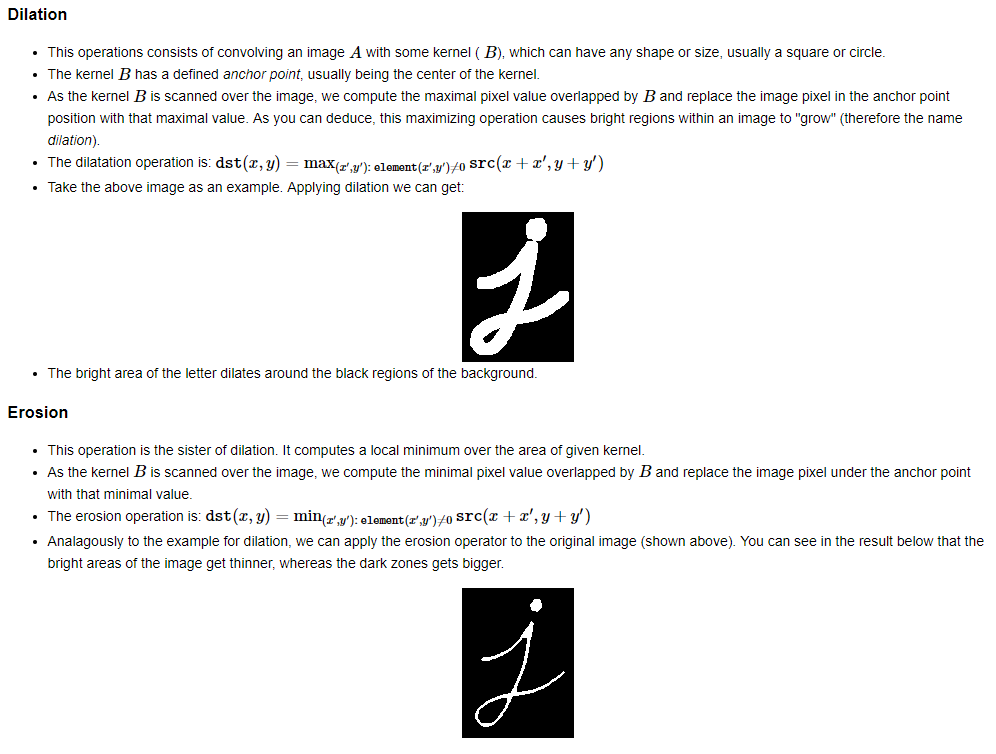 Dilation
• This operations consists of convolving an image A with some kernel ( B), which can have any shape or size, usually a square or circle.
• The kernel B has a defined anchor point, usually being the center of the kernel.
• As the kernel B is scanned over the image, we compute the maximal pixel value overlapped by B and replace the image pixel in the anchor point
position with that maximal value. As you can deduce, this maximizing operation causes bright regions within an image to "grow" (therefore the name
dilation).
• The dilatation operation is: dst(x, y) = max(x′,y′): element(x′,y′)≠0 src(x + x′, y + y′)
• Take the above image as an example. Applying dilation we can get:
j
• The bright area of the letter dilates around the black regions of the background.
Erosion
• This operation is the sister of dilation. It computes a local minimum over the area of given kernel.
• As the kernel B is scanned over the image, we compute the minimal pixel value overlapped by B and replace the image pixel under the anchor point
with that minimal value.
• The erosion operation is: dst(x, y) = min(x′,y′): element(x′,y′)≠0 src(x + x′, y + y′)
• Analagously to the example for dilation, we can apply the erosion operator to the original image (shown above). You can see in the result below that the
bright areas of the image get thinner, whereas the dark zones gets bigger.
j